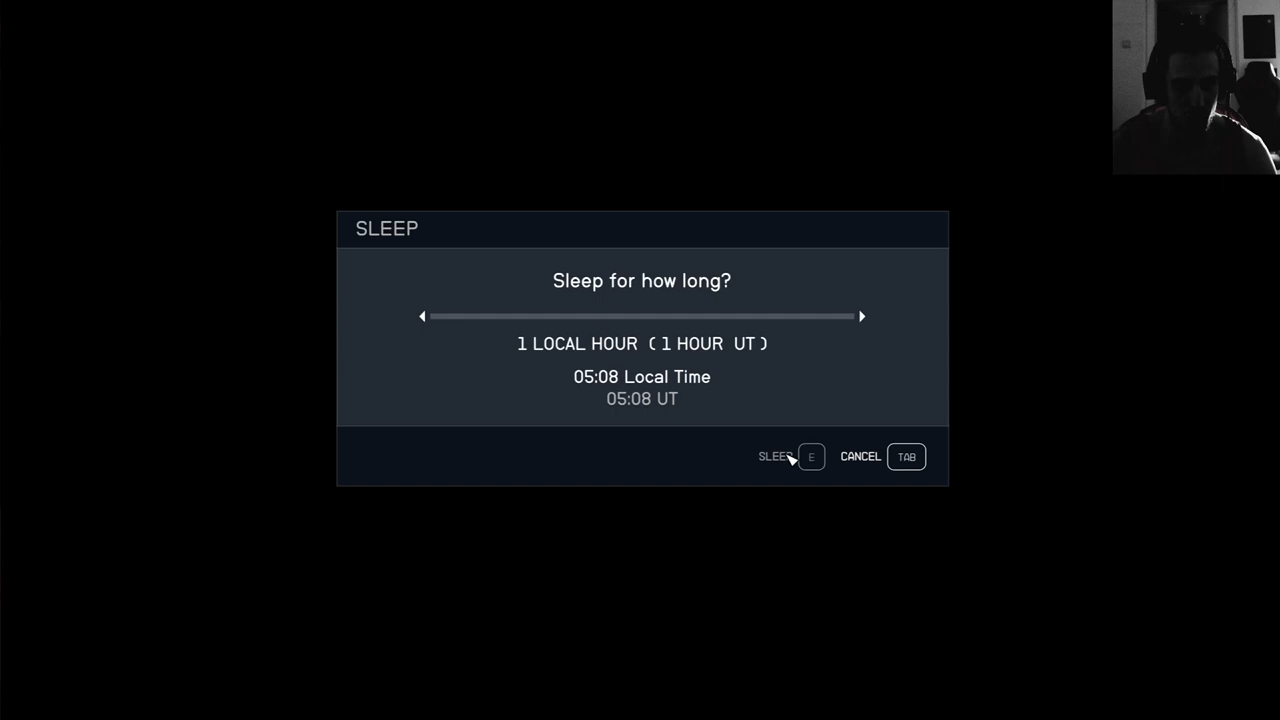 SLEEP
Sleep for how long?
1 LOCAL HOUR ( 1 HOUR UT )
05:08 Local Time
05:08 UT
SLEEP E CANCEL TAB